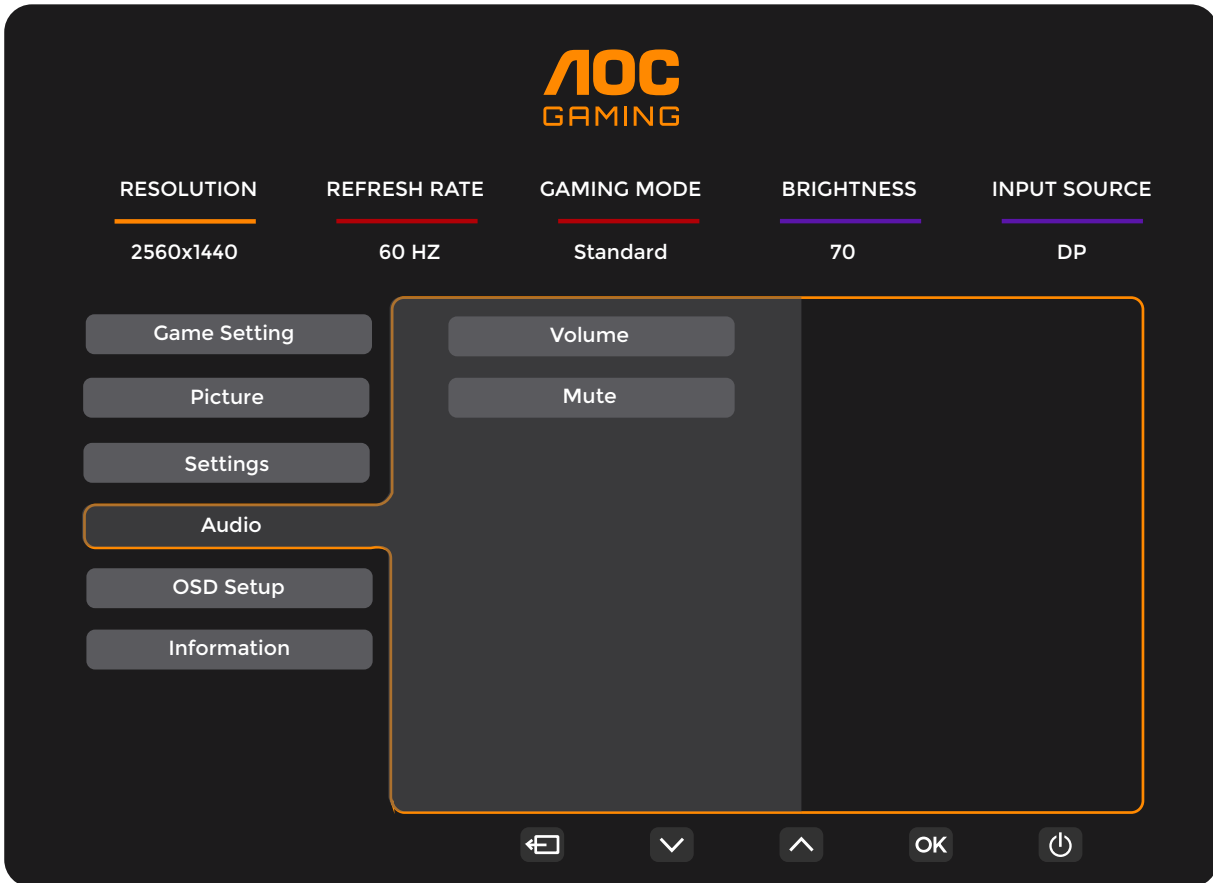 AOC
GAMING
RESOLUTION REFRESH RATE GAMING MODE BRIGHTNESS INPUT SOURCE
2560x1440 60 HZ Standard 70 DP
Game Setting Volume
Picture Mute
Settings
Audio
OSD Setup
Information
OK